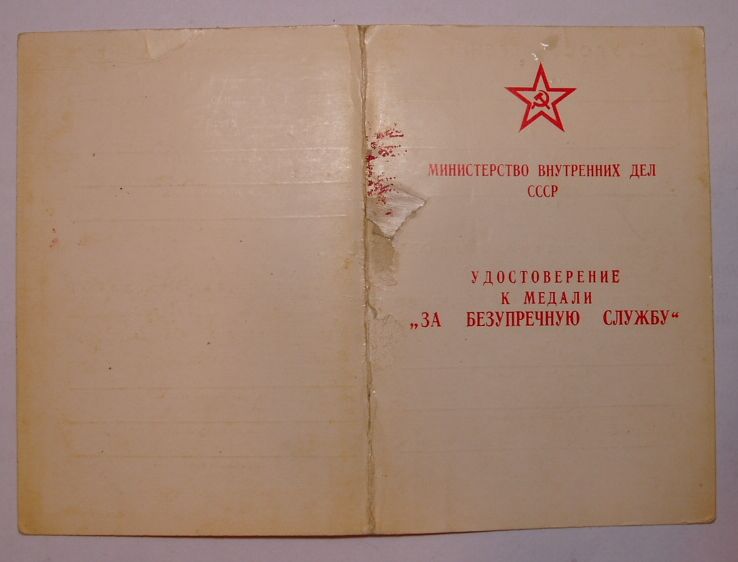 МИНИСТЕРСТВО ВНУТРЕННИХ ДЕЛ
СССР
УДОСТОВЕРЕНИЕ
К МЕДАЛИ
„ЗА БЕЗУПРЕЧНУЮ СЛУЖБУ“